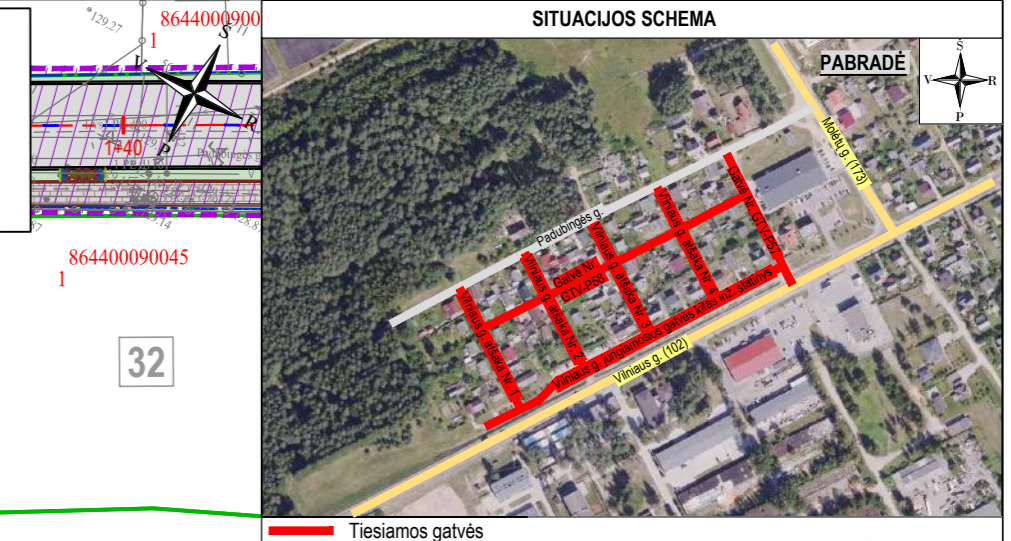 129.27
8644000900
11
1
Š
V
R
P
1+40
864400090045
1
32
SITUACIJOS SCHEMA
PABRADĖ
Š
V
R
P
Molėtų g. (173)
Padubingės g.
Gatvė Nr. GTV-P57
Gatvė Nr.
GTV-P58
Vilniaus g. atšaka Nr. 1
Vilniaus g. atšaka Nr. 2
Vilniaus g. atšaka Nr. 3
Vilniaus g. atšaka Nr. 4
Vilniaus g. jungiamosios gatvės kitas inž. statinys
Vilniaus g. (102)
Tiesiamos gatvės